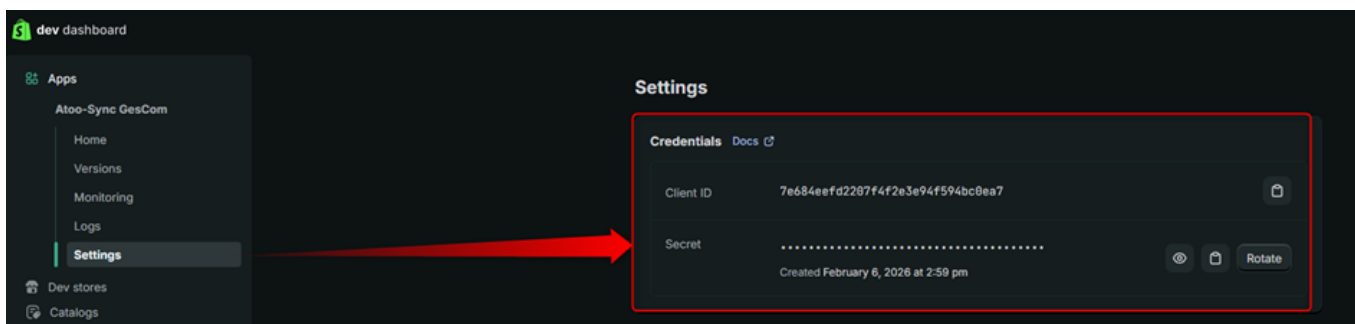 dev dashboard
Apps
Atoo-Sync GesCom
Home
Versions
Monitoring
Logs
Settings
Dev stores
Catalogs
Settings
Credentials Docs
Client ID 7e684eefd2207f4f2e3e94f594bc0ea7
Secret ••••••••••••••••••••••••••••••••••••••
Created February 6, 2026 at 2:59 pm
Rotate